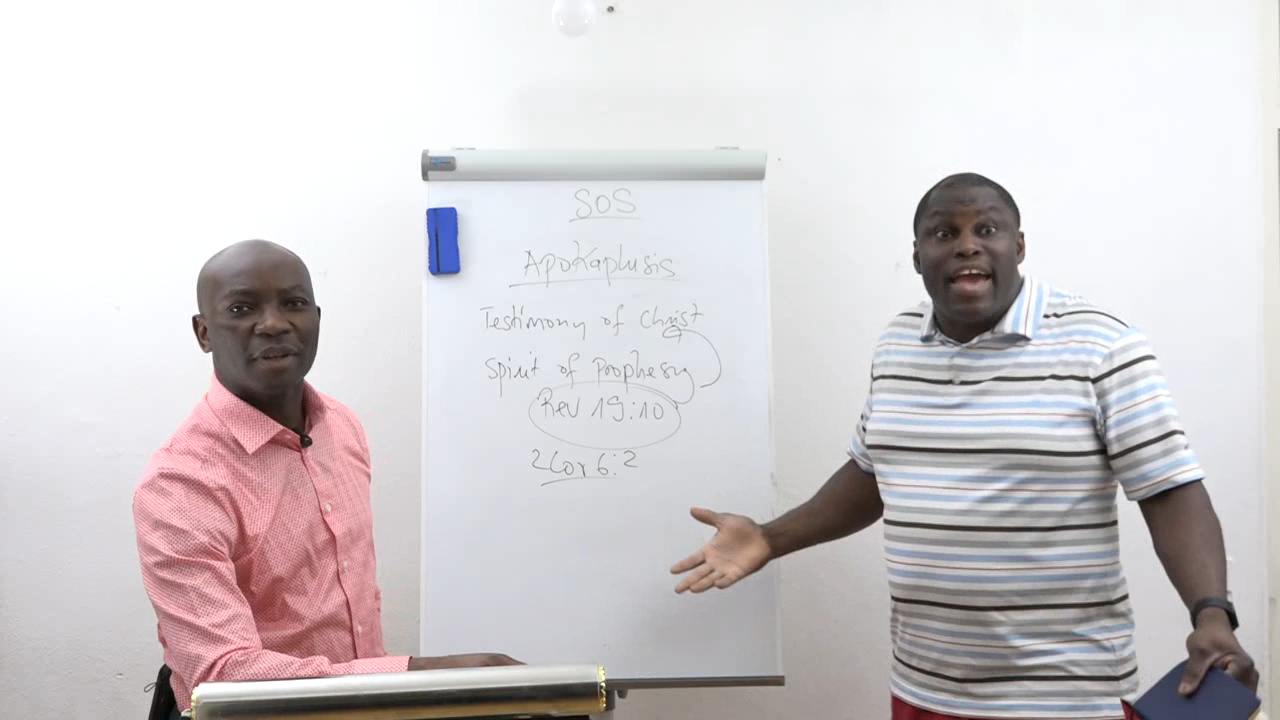 SOS
Apokaplusis
Testimony of Christ
Spirit of Prophesy
Rev 19:10
2Cor 6:2